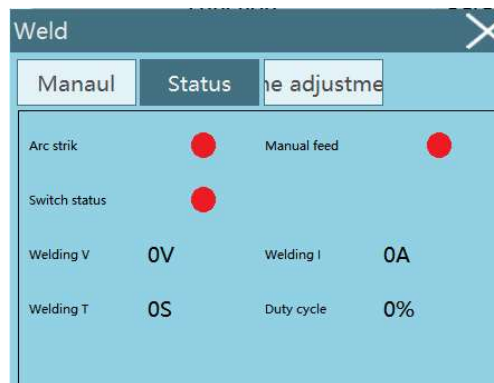 Weld
Manaul Status ne adjustme
Arc strik Manual feed
Switch status
Welding V 0V Welding I 0A
Welding T 0S Duty cycle 0%